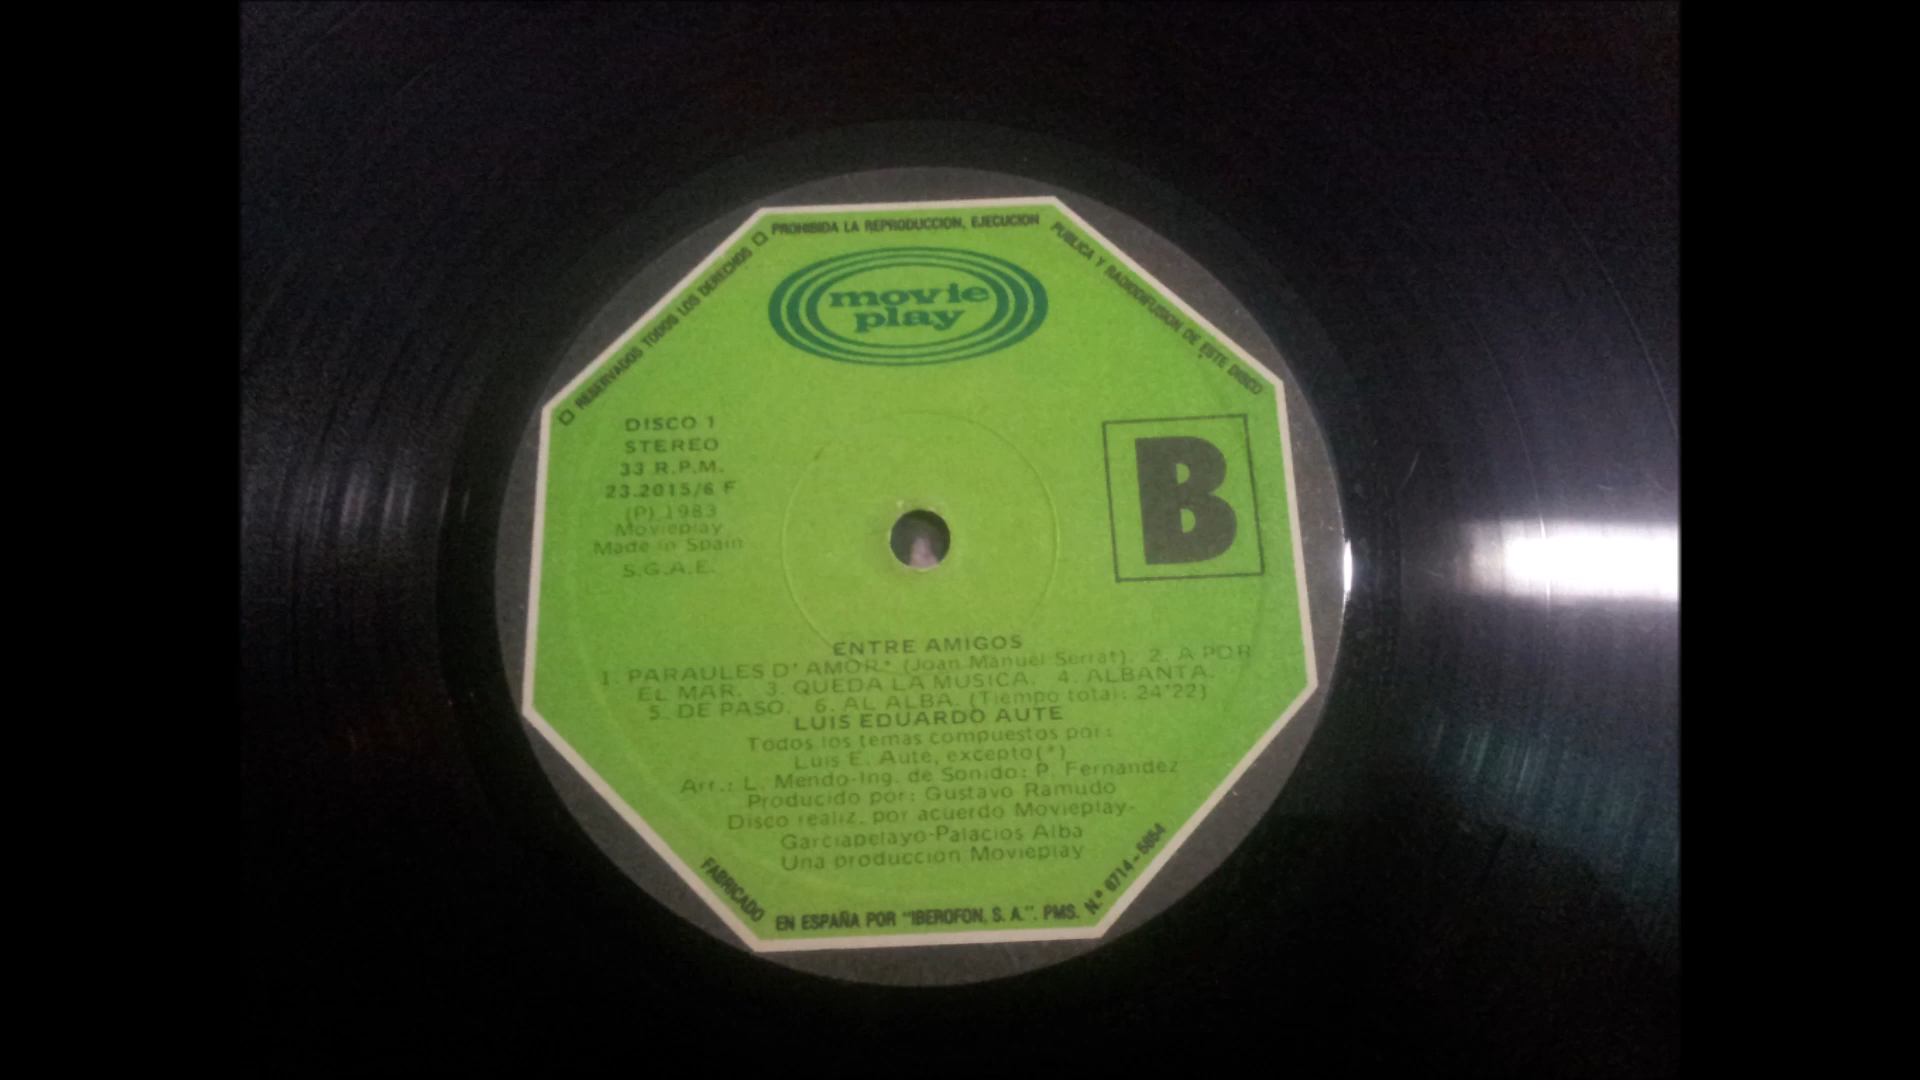 RESERVADOS TODOS LOS DERECHOS
PROHIBIDA LA REPRODUCCION, EJECUCION
PUBLICA Y RADIODIFUSION DE ESTE DISCO
movie
play
DISCO 1
STEREO
33 R.P.M.
23.2015/6 F
(P) 1983
Movieplay
Made in Spain
S.G.A.E.
B
ENTRE AMIGOS
1. PARAULES D' AMOR* (Joan Manuel Serrat). 2. A POR
EL MAR. 3. QUEDA LA MUSICA. 4. ALBANTA.
5. DE PASO. 6. AL ALBA. (Tiempo total: 24'22)
LUIS EDUARDO AUTE
Todos los temas compuestos por:
Luis E. Aute, excepto(*)
Arr.: L. Mendo-Ing. de Sonido: P. Fernandez
Producido por: Gustavo Ramudo
Disco realiz. por acuerdo Movieplay-
Garciapelayo-Palacios Alba
Una produccion Movieplay
FABRICADO
EN ESPAÑA POR "IBEROFON, S. A.". PMS.
N.º 6714-5654